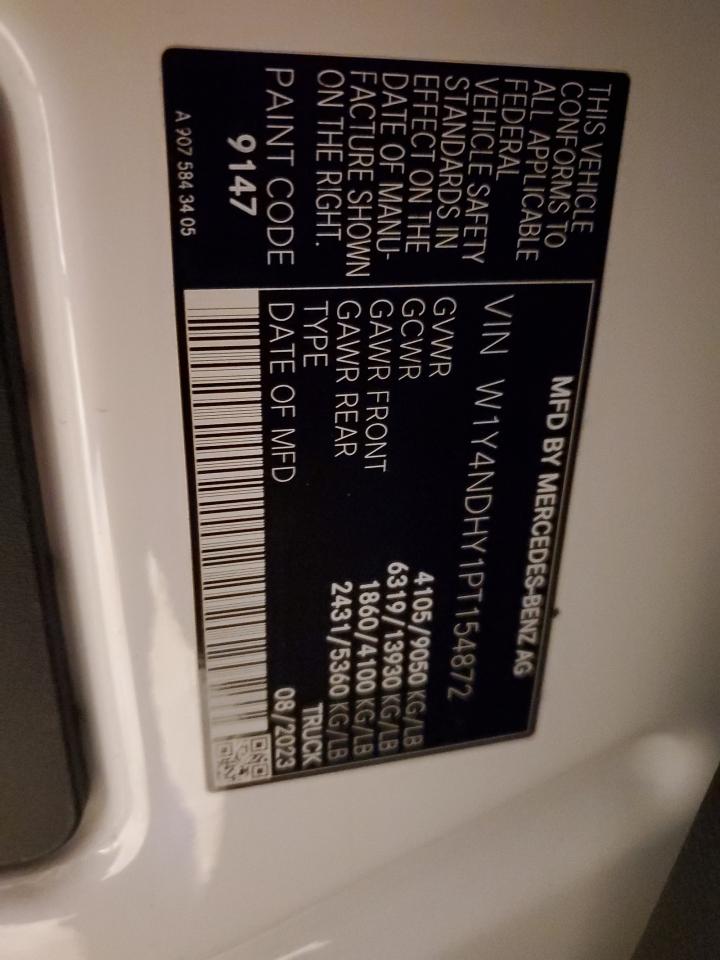 THIS VEHICLE
CONFORMS TO
ALL APPLICABLE
FEDERAL
VEHICLE SAFETY
STANDARDS IN
EFFECT ON THE
DATE OF MANU-
FACTURE SHOWN
ON THE RIGHT.
PAINT CODE
9147
A 907 584 34 05
MFD BY MERCEDES-BENZ AG
VIN W1Y4NDHY1PT154872
GVWR 4105/9050 KG/LB
GCWR 6319/13930 KG/LB
GAWR FRONT 1860/4100 KG/LB
GAWR REAR 2431/5360 KG/LB
TYPE TRUCK
DATE OF MFD 08/2023